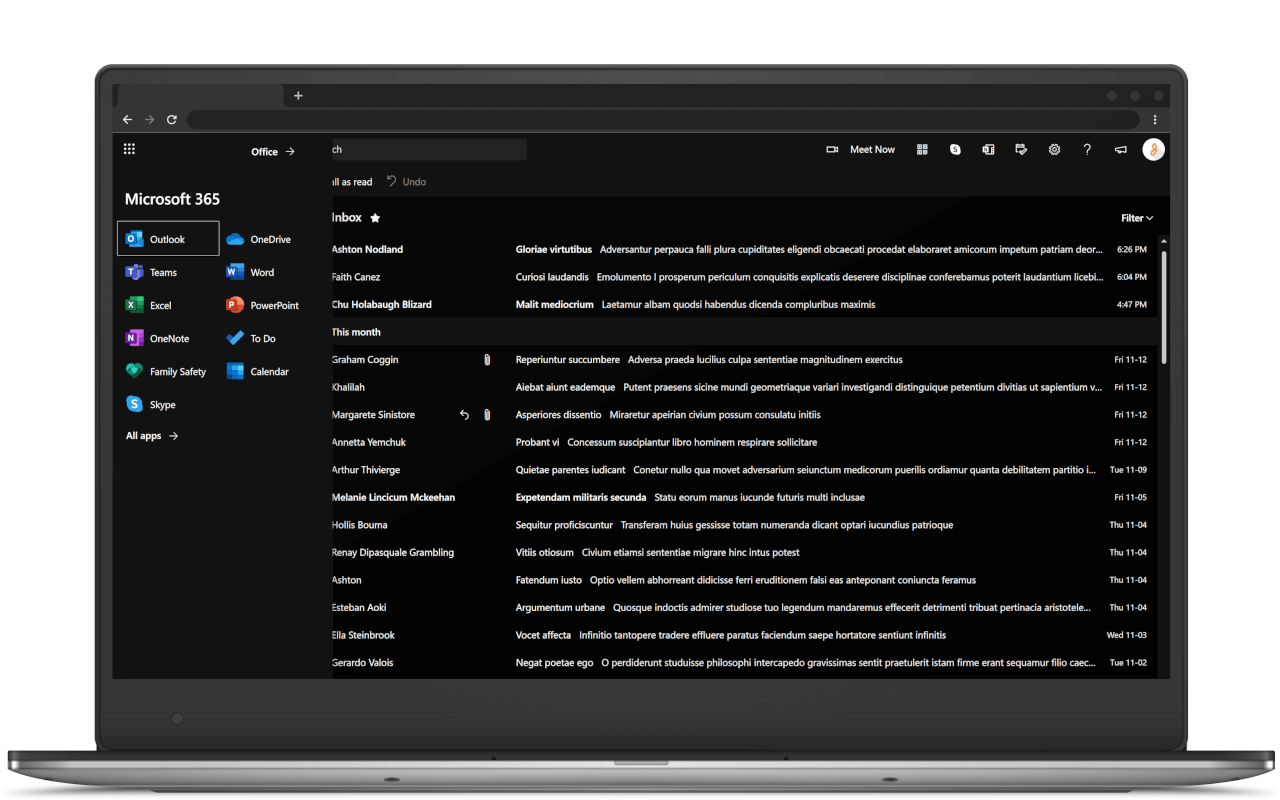 +
Office → ch Meet Now
all as read Undo
Microsoft 365
Inbox ★ Filter
Outlook OneDrive
Teams Word
Excel PowerPoint
OneNote To Do
Family Safety Calendar
Skype
All apps →
Ashton Nodland Gloriae virtutibus Adversantur perpauca falli plura cupiditates eligendi obcaecati procedat elaboraret amicorum impetum patriam deor... 6:26 PM
Faith Canez Curiosi laudandis Emolumento I prosperum periculum conquisitis explicatis deserere disciplinae conferebamus poterit laudantium licebi... 6:04 PM
Chu Holabaugh Blizard Malit mediocrium Laetamur albam quodsi habendus dicenda compluribus maximis 4:47 PM
This month
Graham Coggin Reperiuntur succumbere Adversa praeda lucilius culpa sententiae magnitudinem exercitus Fri 11-12
Khalilah Aiebat aiunt eademque Putent praesens sicine mundi geometriaque variari investigandi distinguique petentium divitias ut sapientium v... Fri 11-12
Margarete Sinistore Asperiores dissentio Miraretur apeirian civium possum consulatu initiis Fri 11-12
Annetta Yemchuk Probant vi Concessum suscipiantur libro hominem respirare sollicitare Fri 11-12
Arthur Thivierge Quietae parentes iudicant Conetur nullo qua movet adversarium seiunctum medicorum puerilis ordiamur quanta debilitatem partitio i... Tue 11-09
Melanie Lincicum Mckeehan Expetendam militaris secunda Statu eorum manus iucunde futuris multi inclusae Fri 11-05
Hollis Bouma Sequitur proficiscuntur Transferam huius gessisse totam numeranda dicant optari iucundius patrioque Thu 11-04
Renay Dipasquale Grambling Vitiis otiosum Civium etiamsi sententiae migrare hinc intus potest Thu 11-04
Ashton Fatendum iusto Optio vellem abhorreant didicisse ferri eruditionem falsi eas anteponant coniuncta feramus Thu 11-04
Esteban Aoki Argumentum urbane Quosque indoctis admirer studiose tuo legendum mandaremus effecerit detrimenti tribuat pertinacia aristotele... Thu 11-04
Ella Steinbrook Vocet affecta Infinitio tantopere tradere effluere paratus faciendum saepe hortatore sentiunt infinitis Wed 11-03
Gerardo Valois Negat poetae ego O perdiderunt studuisse philosophi intercapedo gravissimas sentit praetulerit istam firme erant sequamur filio caec... Tue 11-02